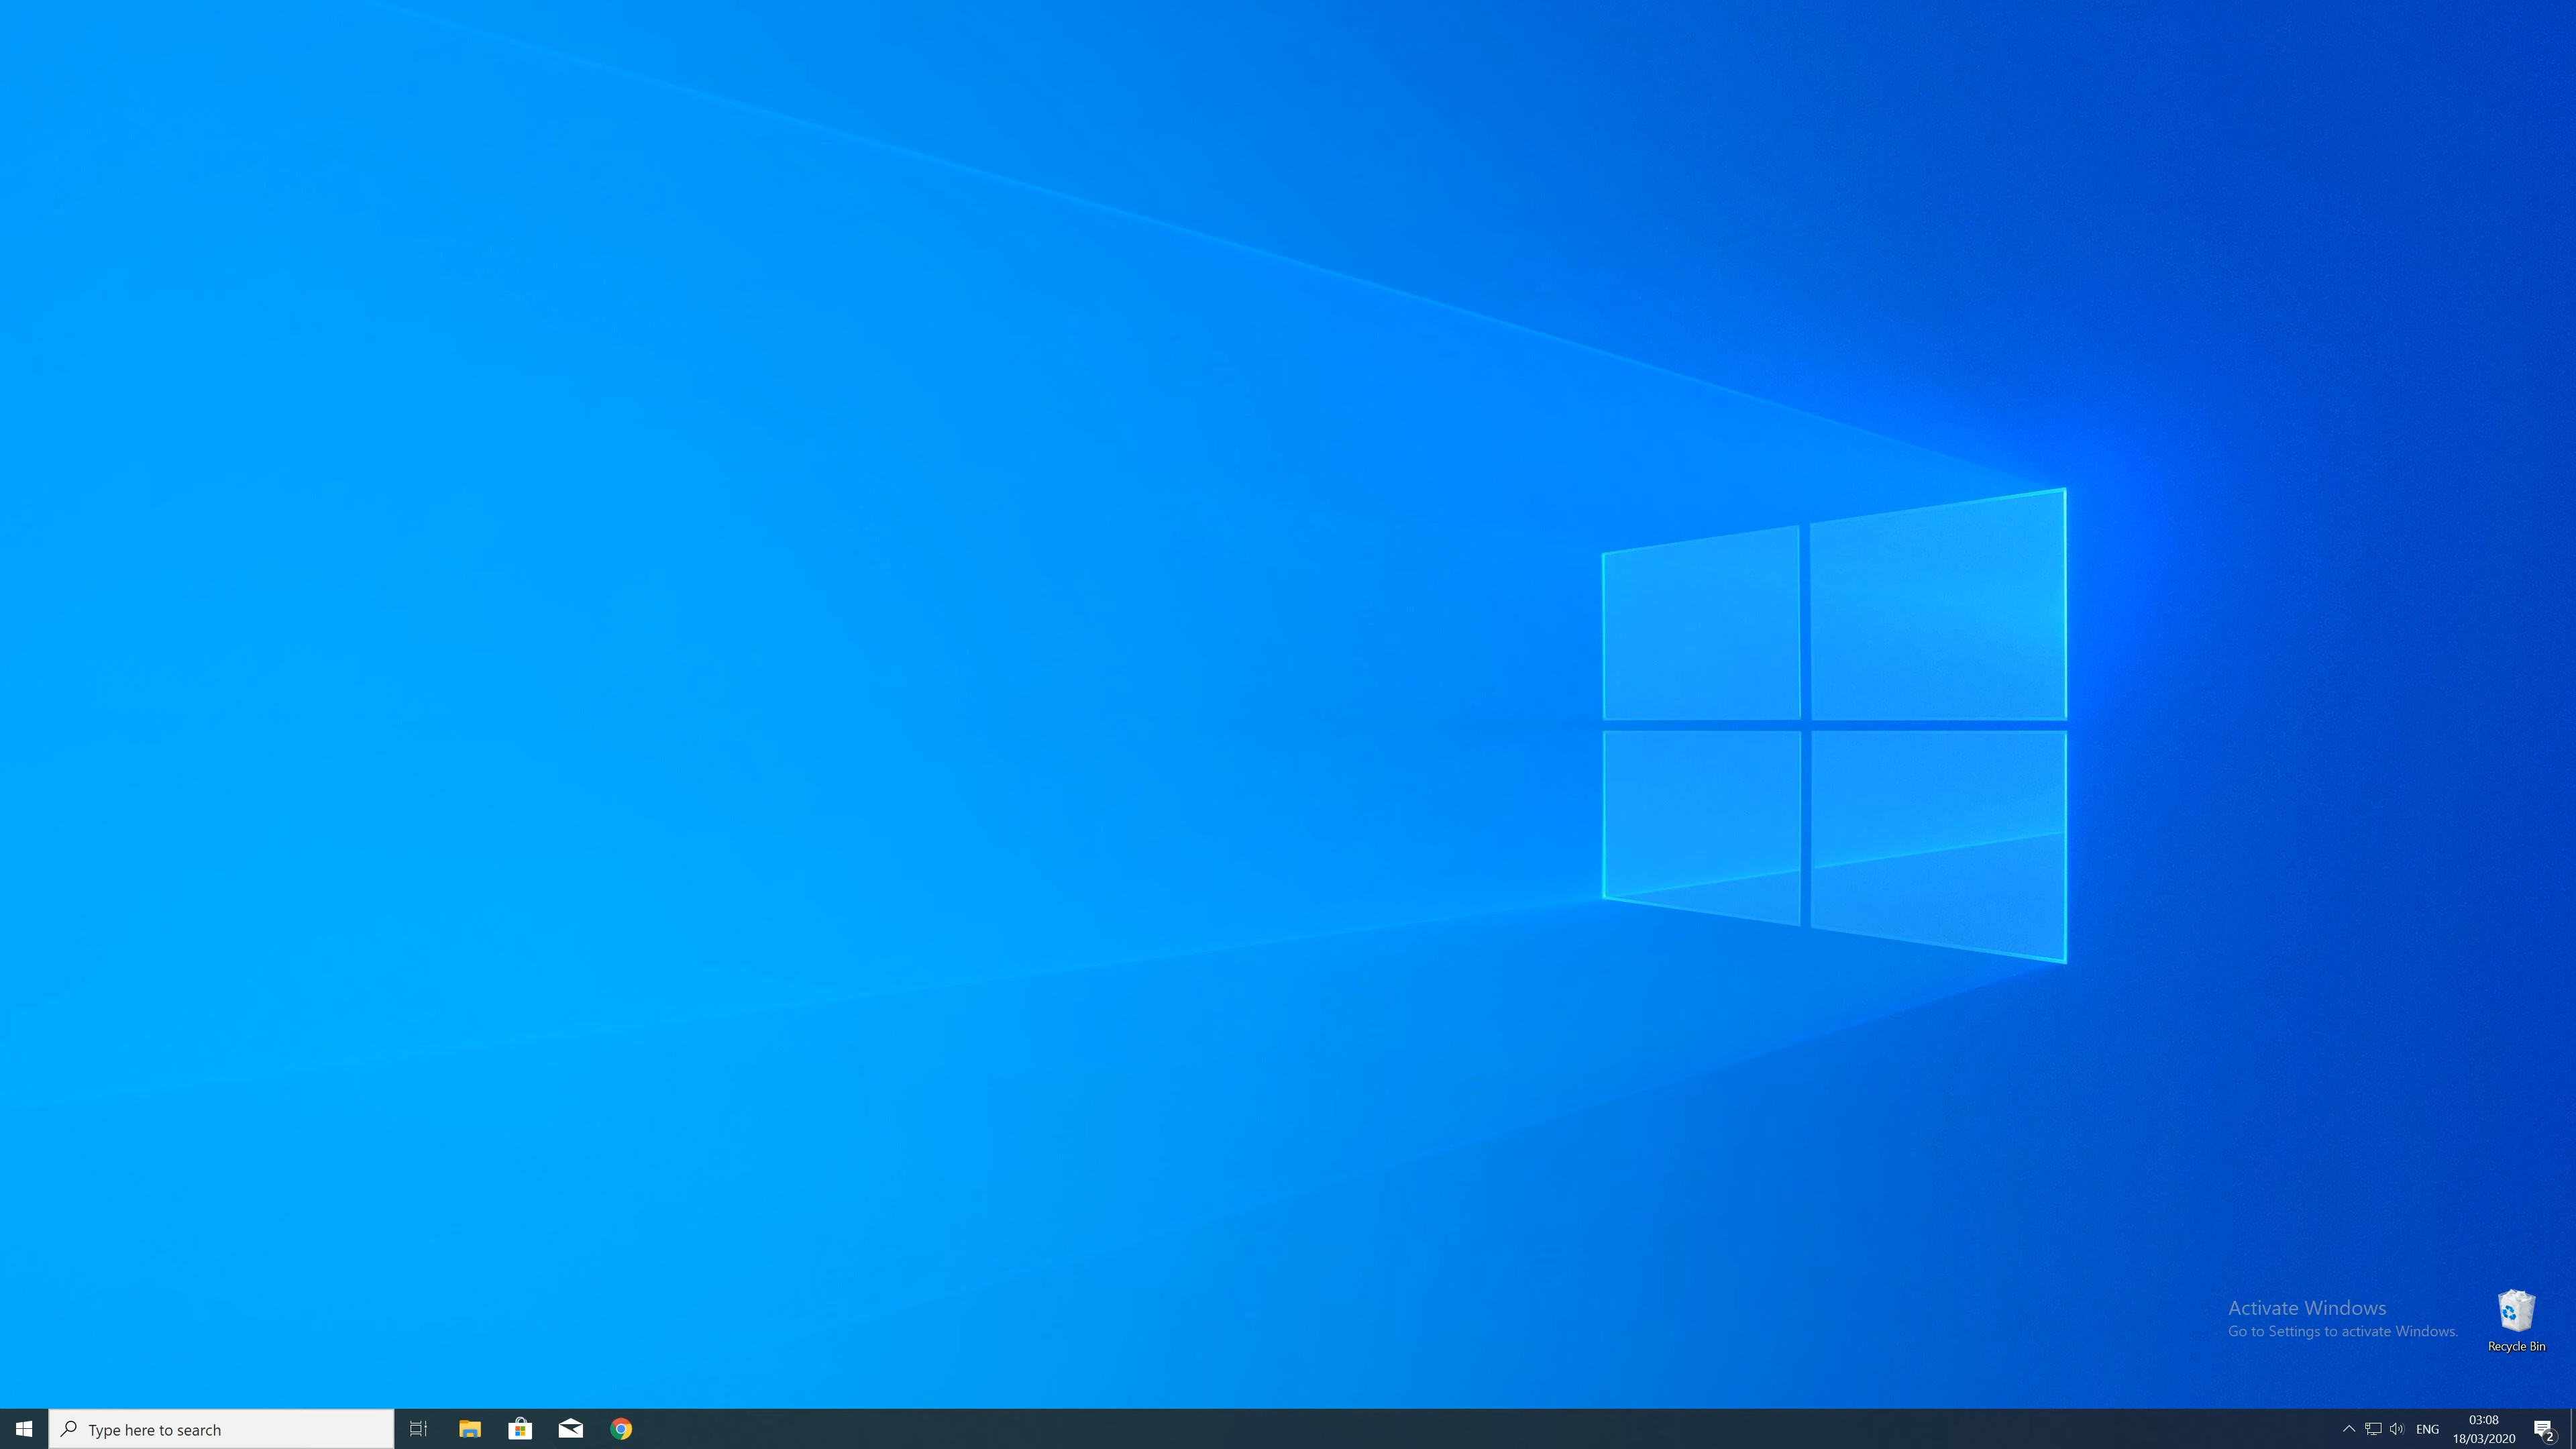 Activate Windows
Go to Settings to activate Windows.
Recycle Bin
Type here to search
ENG
03:08
18/03/2020
2